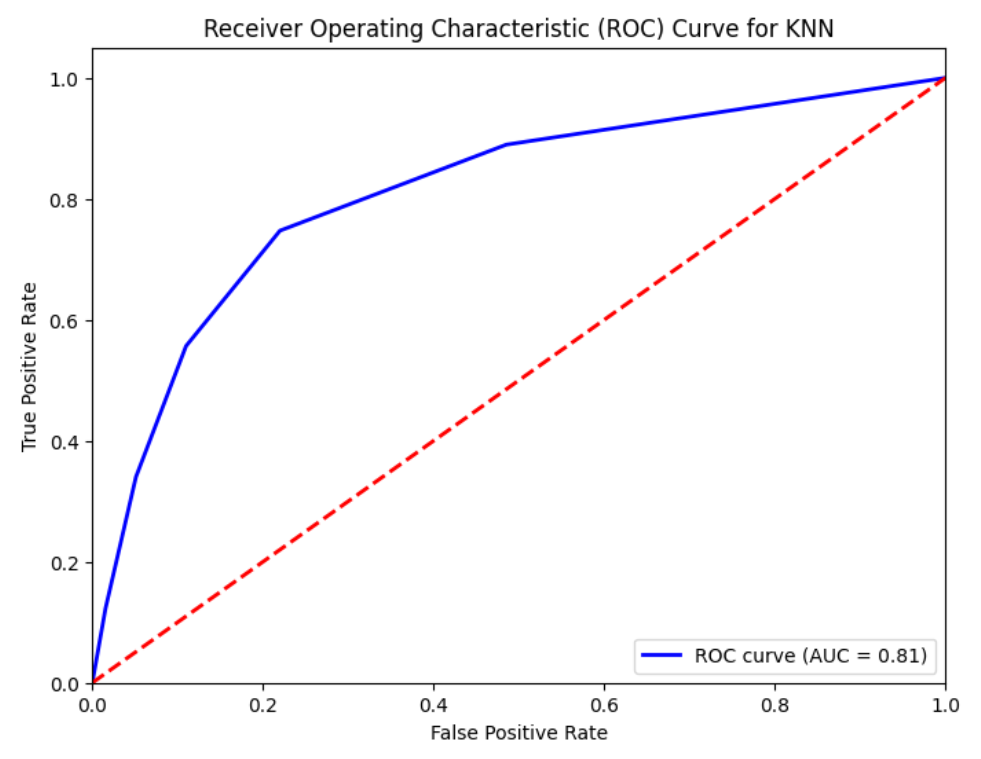 Receiver Operating Characteristic (ROC) Curve for KNN
1.0
0.8
0.6
0.4
0.2
0.0
True Positive Rate
ROC curve (AUC = 0.81)
0.0 0.2 0.4 0.6 0.8 1.0
False Positive Rate